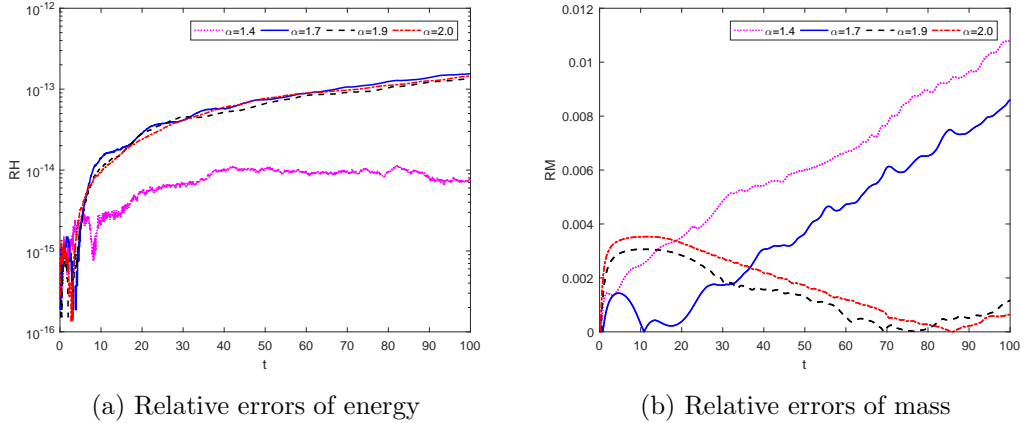 10^-12
10^-13
10^-14
10^-15
10^-16
RH
α=1.4 α=1.7 α=1.9 α=2.0
0 10 20 30 40 50 60 70 80 90 100
t
(a) Relative errors of energy
0.012
0.01
0.008
0.006
0.004
0.002
0
RM
α=1.4 α=1.7 α=1.9 α=2.0
0 10 20 30 40 50 60 70 80 90 100
t
(b) Relative errors of mass